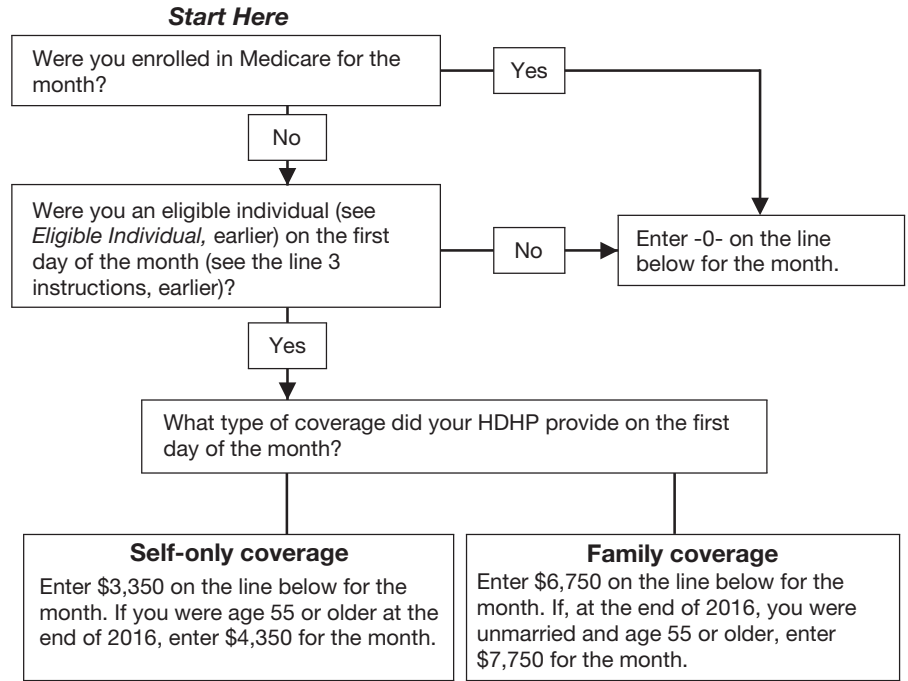 Start Here
Were you enrolled in Medicare for the
month?
Yes
No
Were you an eligible individual (see
Eligible Individual, earlier) on the first
day of the month (see the line 3
instructions, earlier)?
No
Enter -0- on the line
below for the month.
Yes
What type of coverage did your HDHP provide on the first
day of the month?
Self-only coverage
Enter $3,350 on the line below for the
month. If you were age 55 or older at the
end of 2016, enter $4,350 for the month.
Family coverage
Enter $6,750 on the line below for the
month. If, at the end of 2016, you were
unmarried and age 55 or older, enter
$7,750 for the month.